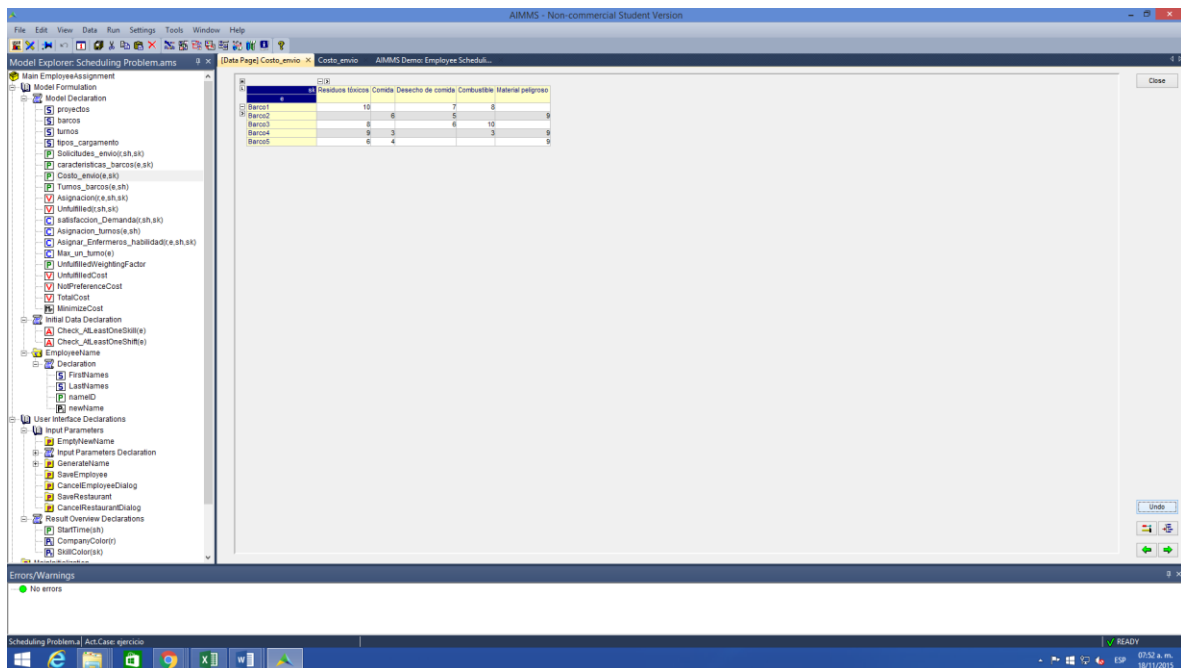 AIMMS - Non-commercial Student Version
File Edit View Data Run Settings Tools Window Help
Model Explorer: Scheduling Problem.ams
[Data Page] Costo_envio Costo_envio AIMMS Demo: Employee Scheduli...
Main EmployeeAssignment
Model Formulation
Model Declaration
S proyectos
S barcos
S turnos
S tipos_cargamento
P Solicitudes_envio(r,sh,sk)
P caracteristicas_barcos(e,sk)
P Costo_envio(e,sk)
P Turnos_barcos(e,sh)
V Asignacion(r,e,sh,sk)
V Unfulfilled(r,sh,sk)
C satisfaccion_Demanda(r,sh,sk)
C Asignacion_turnos(e,sh)
C Asignar_Enfermeros_habilidad(r,e,sh,sk)
C Max_un_turno(e)
P UnfulfilledWeightingFactor
V UnfulfilledCost
V NotPreferenceCost
V TotalCost
MP MinimizeCost
Initial Data Declaration
A Check_AtLeastOneSkill(e)
A Check_AtLeastOneShift(e)
EmployeeName
Declaration
S FirstNames
S LastNames
P nameID
P newName
User Interface Declarations
Input Parameters
P EmptyNewName
Input Parameters Declaration
P GenerateName
P SaveEmployee
P CancelEmployeeDialog
P SaveRestaurant
P CancelRestaurantDialog
Result Overview Declarations
P StartTime(sh)
P CompanyColor(r)
P SkillColor(sk)
sk Residuos tóxicos Comida Desecho de comida Combustible Material peligroso
e
Barco1 10 7 8
Barco2 6 5 9
Barco3 8 6 10
Barco4 9 3 3 9
Barco5 6 4 9
Close
Undo
Errors/Warnings
No errors
Scheduling Problem.a Act.Case: ejercicio
READY
ESP 07:52 a. m.
18/11/2015